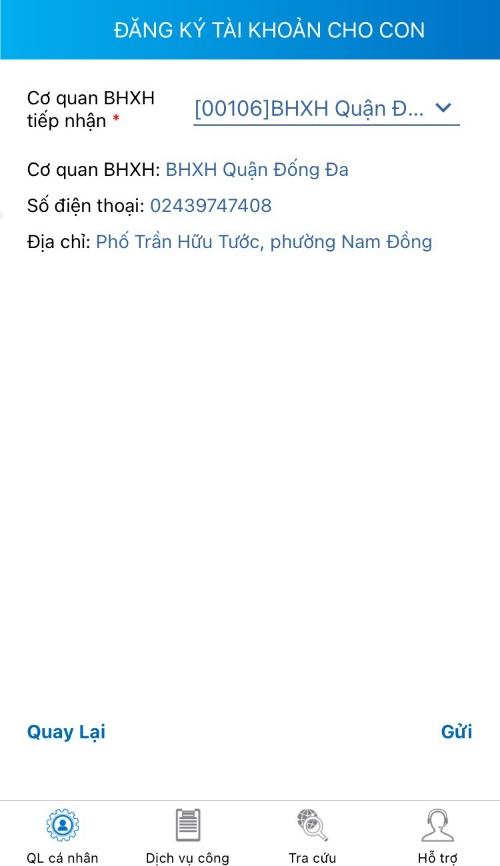 ĐĂNG KÝ TÀI KHOẢN CHO CON
Cơ quan BHXH
tiếp nhận *
[00106]BHXH Quận Đ...
Cơ quan BHXH: BHXH Quận Đống Đa
Số điện thoại: 02439747408
Địa chỉ: Phố Trần Hữu Tước, phường Nam Đồng
Quay Lại
Gửi
QL cá nhân
Dịch vụ công
Tra cứu
Hỗ trợ